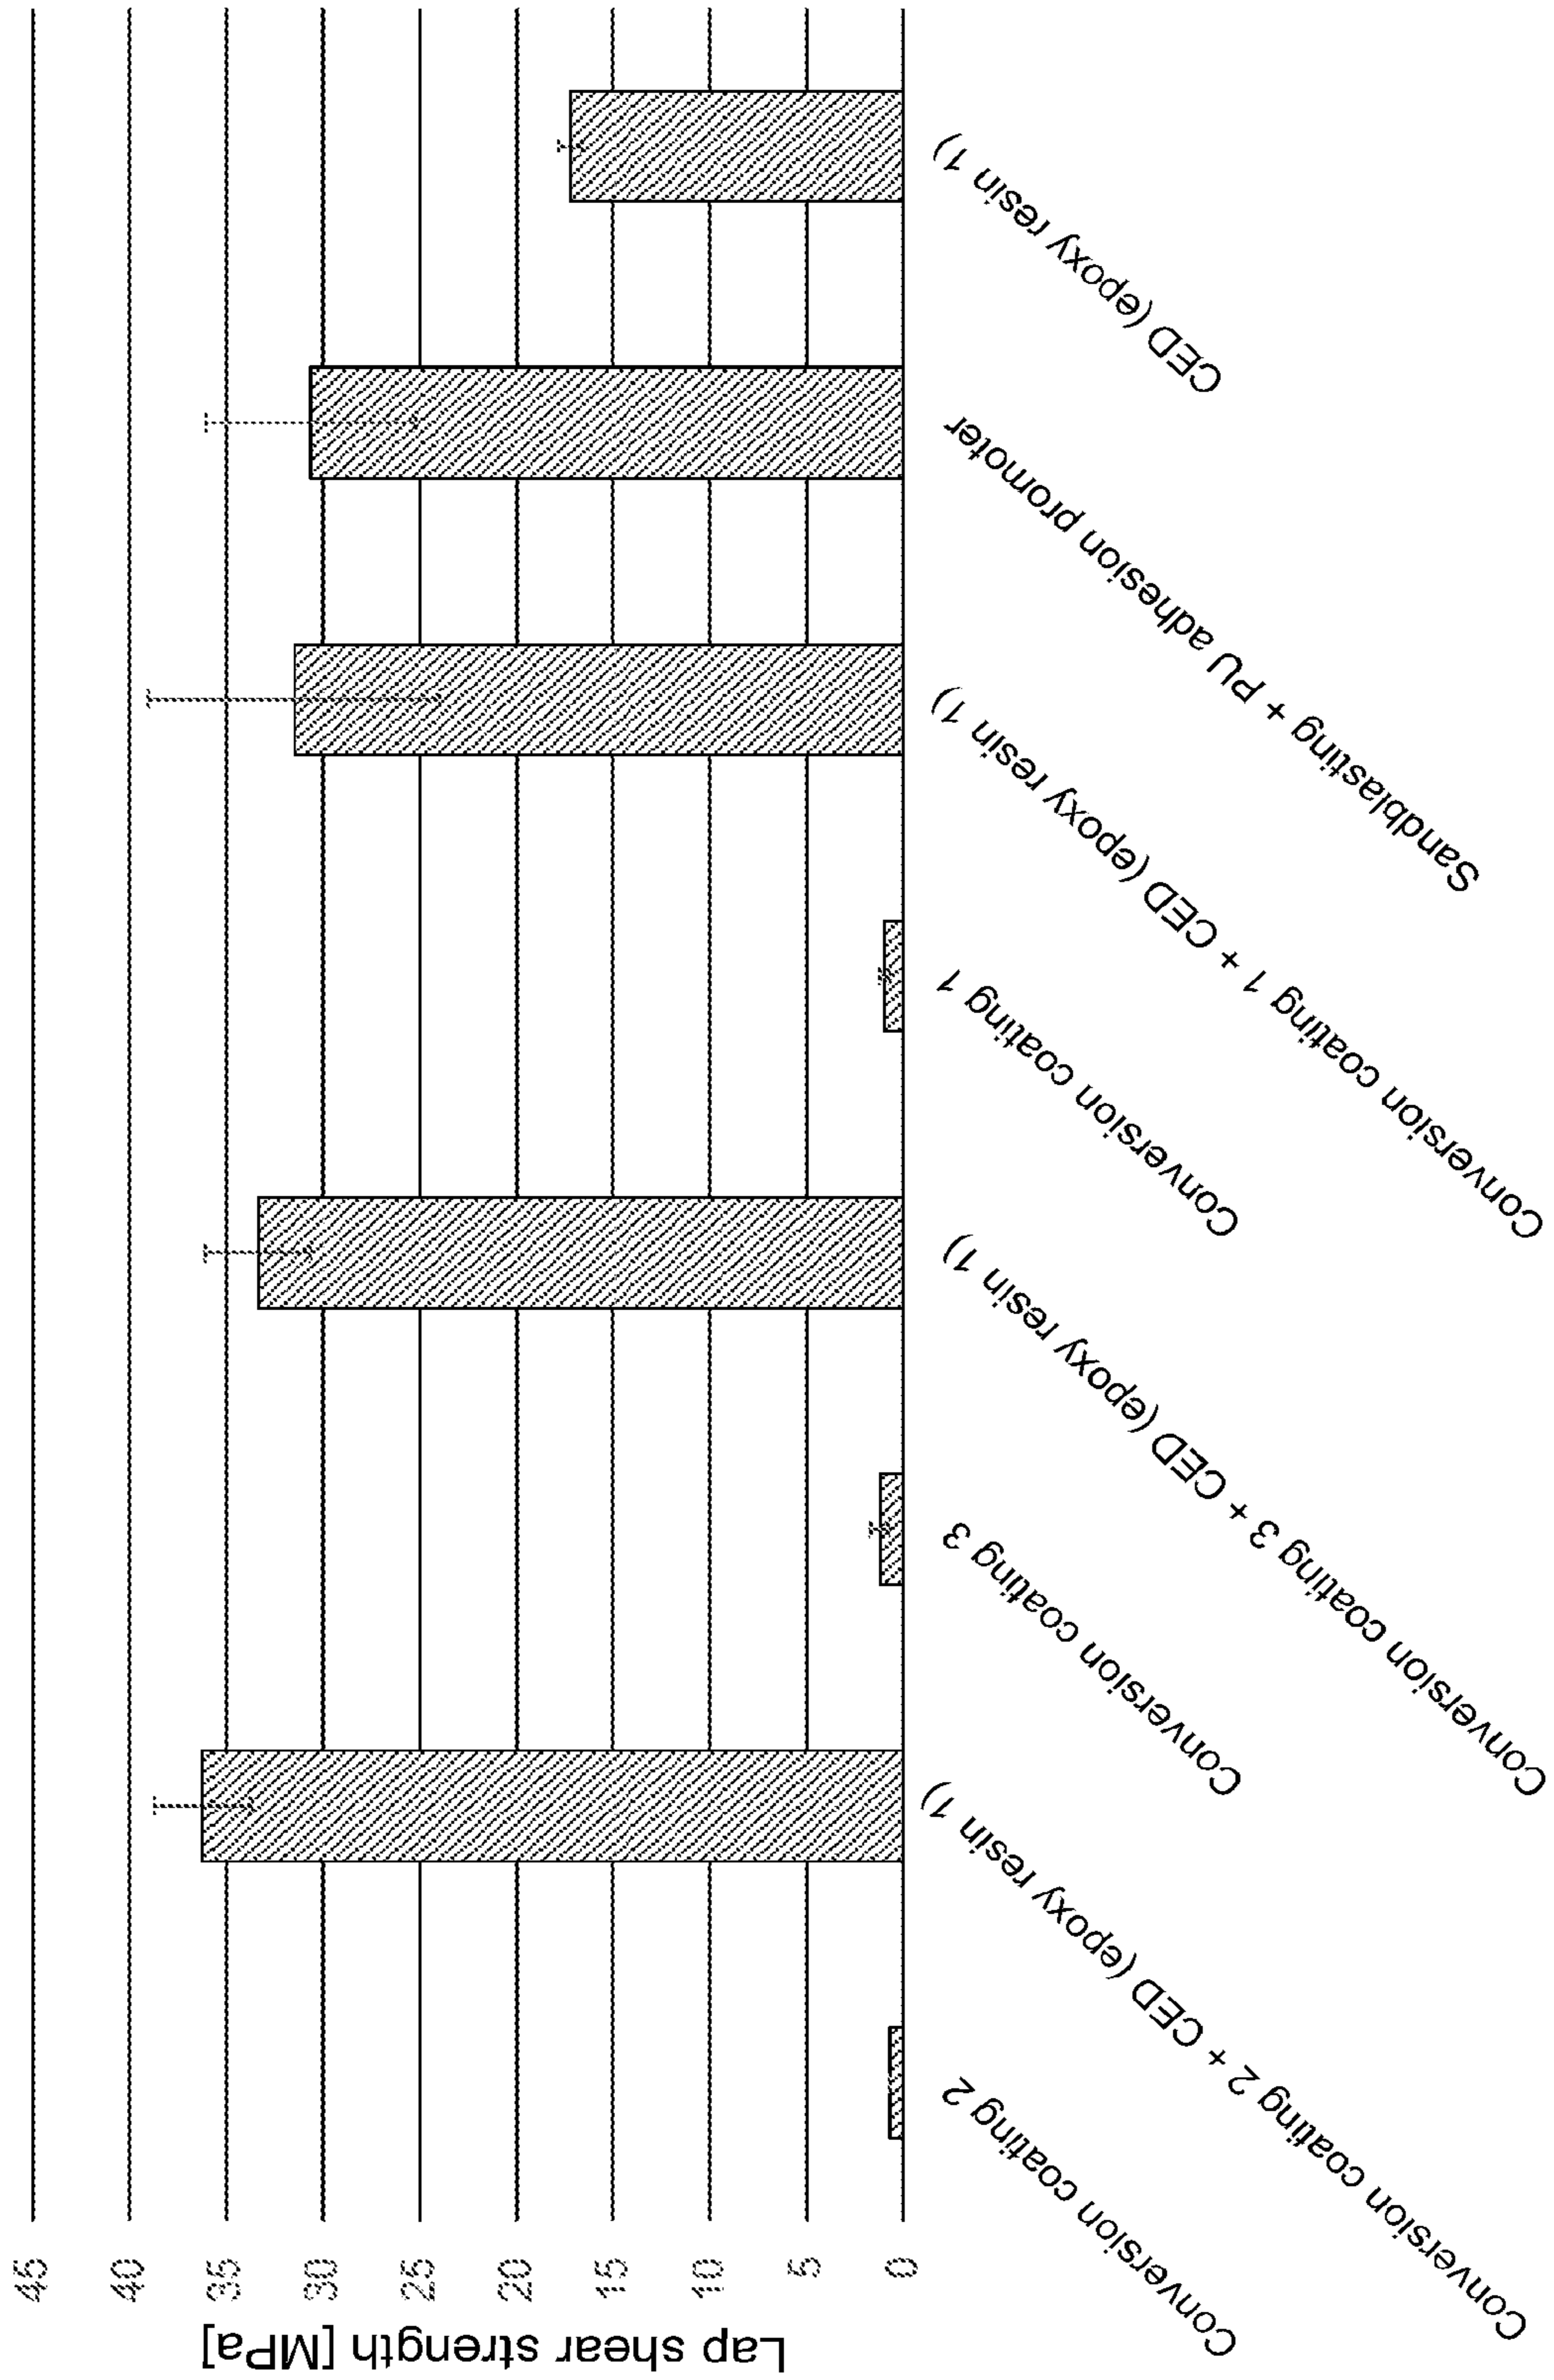 Lap shear strength [MPa]
45
40
35
30
25
20
15
10
5
0
Conversion coating 2
Conversion coating 2 + CED (epoxy resin 1)
Conversion coating 3
Conversion coating 3 + CED (epoxy resin 1)
Conversion coating 1
Conversion coating 1 + CED (epoxy resin 1)
Sandblasting + PU adhesion promoter
CED (epoxy resin 1)